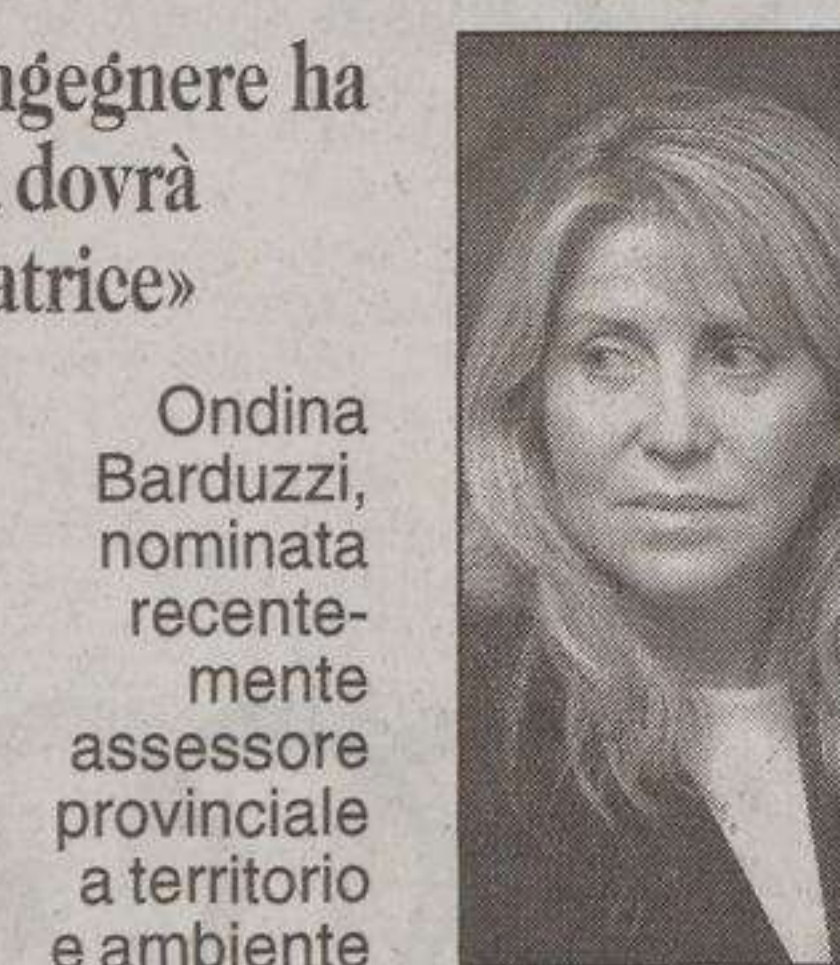 ngegnere ha
dovrà
atrice»
Ondina
Barduzzi,
nominata
recente-
mente
assessore
provinciale
a territorio
e ambiente